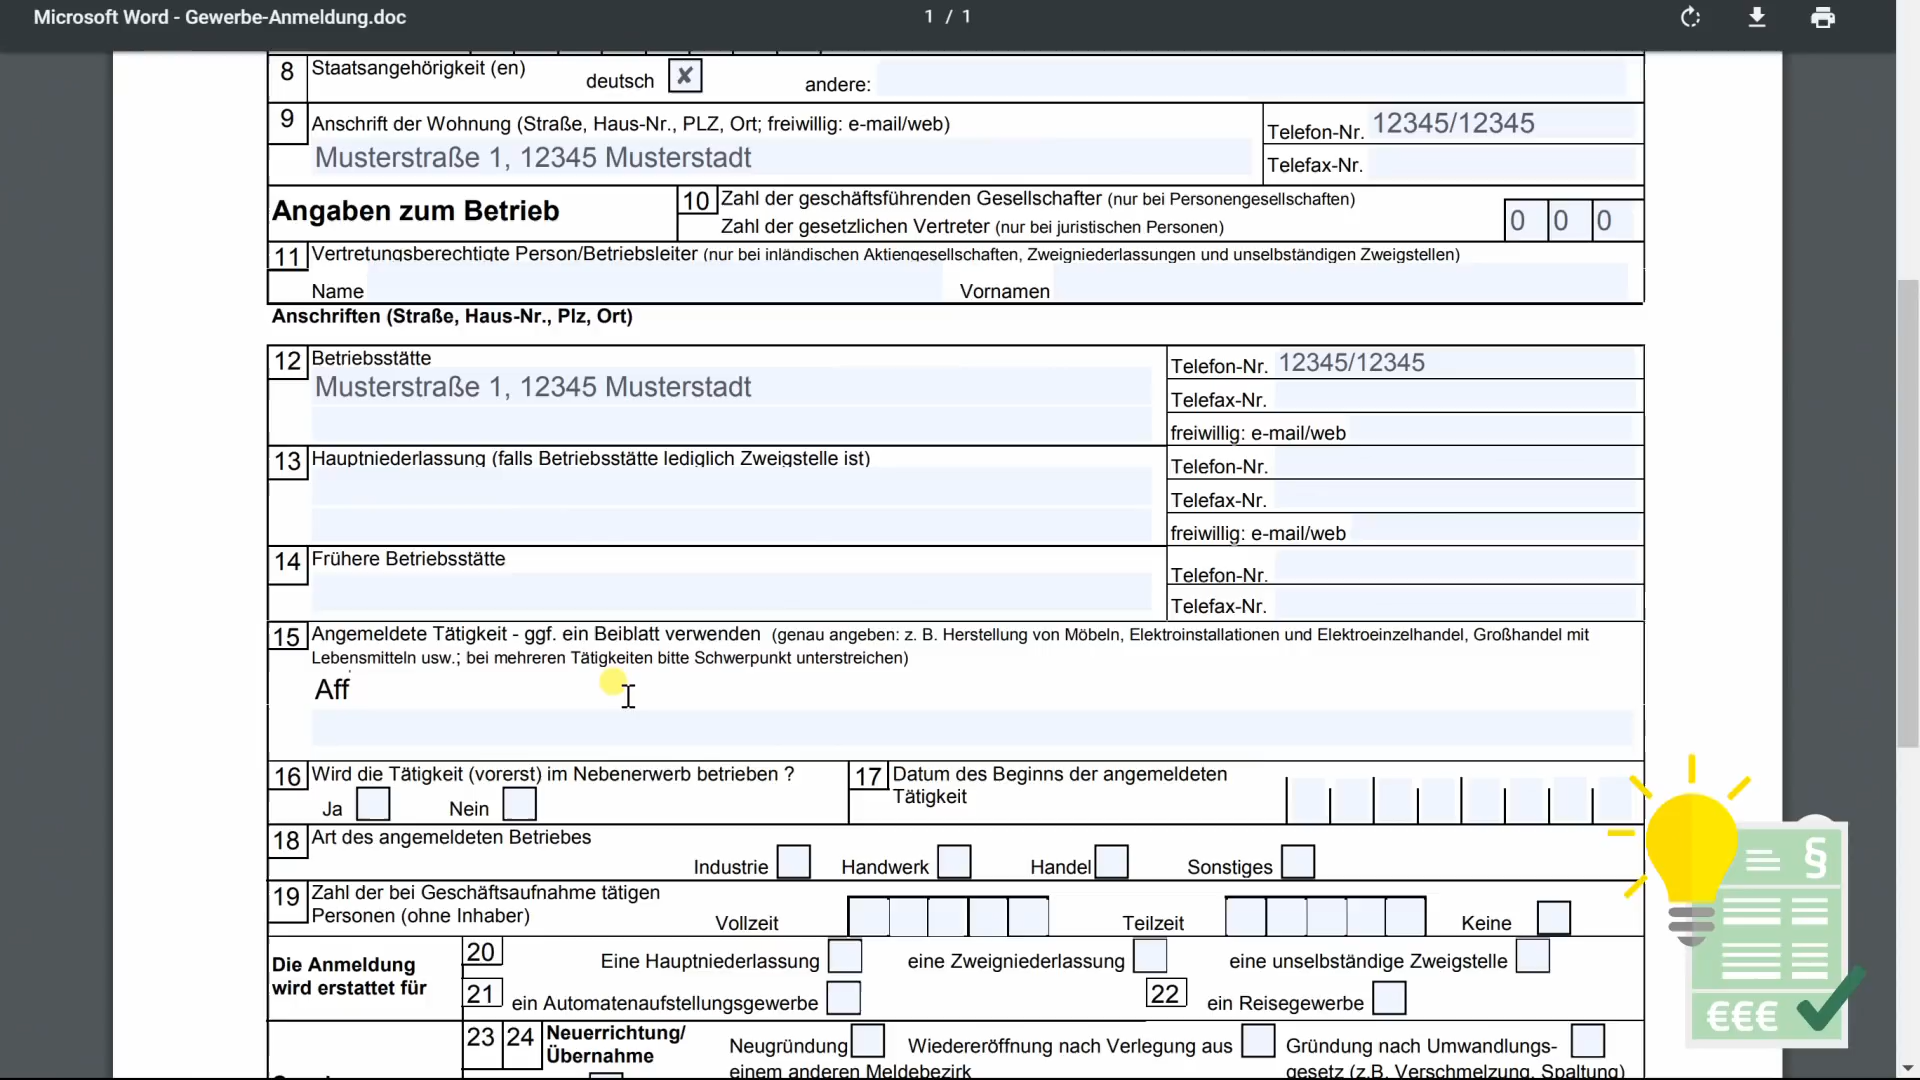 Microsoft Word - Gewerbe-Anmeldung.doc 1 / 1
8 Staatsangehörigkeit (en) deutsch ✘ andere:
9 Anschrift der Wohnung (Straße, Haus-Nr., PLZ, Ort; freiwillig: e-mail/web) Telefon-Nr. 12345/12345
Musterstraße 1, 12345 Musterstadt Telefax-Nr.
Angaben zum Betrieb 10 Zahl der geschäftsführenden Gesellschafter (nur bei Personengesellschaften)
Zahl der gesetzlichen Vertreter (nur bei juristischen Personen) 0 0 0
11 Vertretungsberechtigte Person/Betriebsleiter (nur bei inländischen Aktiengesellschaften, Zweigniederlassungen und unselbständigen Zweigstellen)
Name Vornamen
Anschriften (Straße, Haus-Nr., Plz, Ort)
12 Betriebsstätte Telefon-Nr. 12345/12345
Musterstraße 1, 12345 Musterstadt
Telefax-Nr.
freiwillig: e-mail/web
13 Hauptniederlassung (falls Betriebsstätte lediglich Zweigstelle ist) Telefon-Nr.
Telefax-Nr.
freiwillig: e-mail/web
14 Frühere Betriebsstätte Telefon-Nr.
Telefax-Nr.
15 Angemeldete Tätigkeit - ggf. ein Beiblatt verwenden (genau angeben: z. B. Herstellung von Möbeln, Elektroinstallationen und Elektroeinzelhandel, Großhandel mit
Lebensmitteln usw.; bei mehreren Tätigkeiten bitte Schwerpunkt unterstreichen)
Aff
16 Wird die Tätigkeit (vorerst) im Nebenerwerb betrieben ? 17 Datum des Beginns der angemeldeten
Ja Nein Tätigkeit
18 Art des angemeldeten Betriebes
Industrie Handwerk Handel Sonstiges
19 Zahl der bei Geschäftsaufnahme tätigen
Personen (ohne Inhaber) Vollzeit Teilzeit Keine
Die Anmeldung 20 Eine Hauptniederlassung eine Zweigniederlassung eine unselbständige Zweigstelle
wird erstattet für 21 ein Automatenaufstellungsgewerbe 22 ein Reisegewerbe
23 24 Neuerrichtung/ Neugründung Wiedereröffnung nach Verlegung aus Gründung nach Umwandlungs-
Übernahme einem anderen Meldebezirk gesetz (z.B. Verschmelzung, Spaltung)
§
€€€